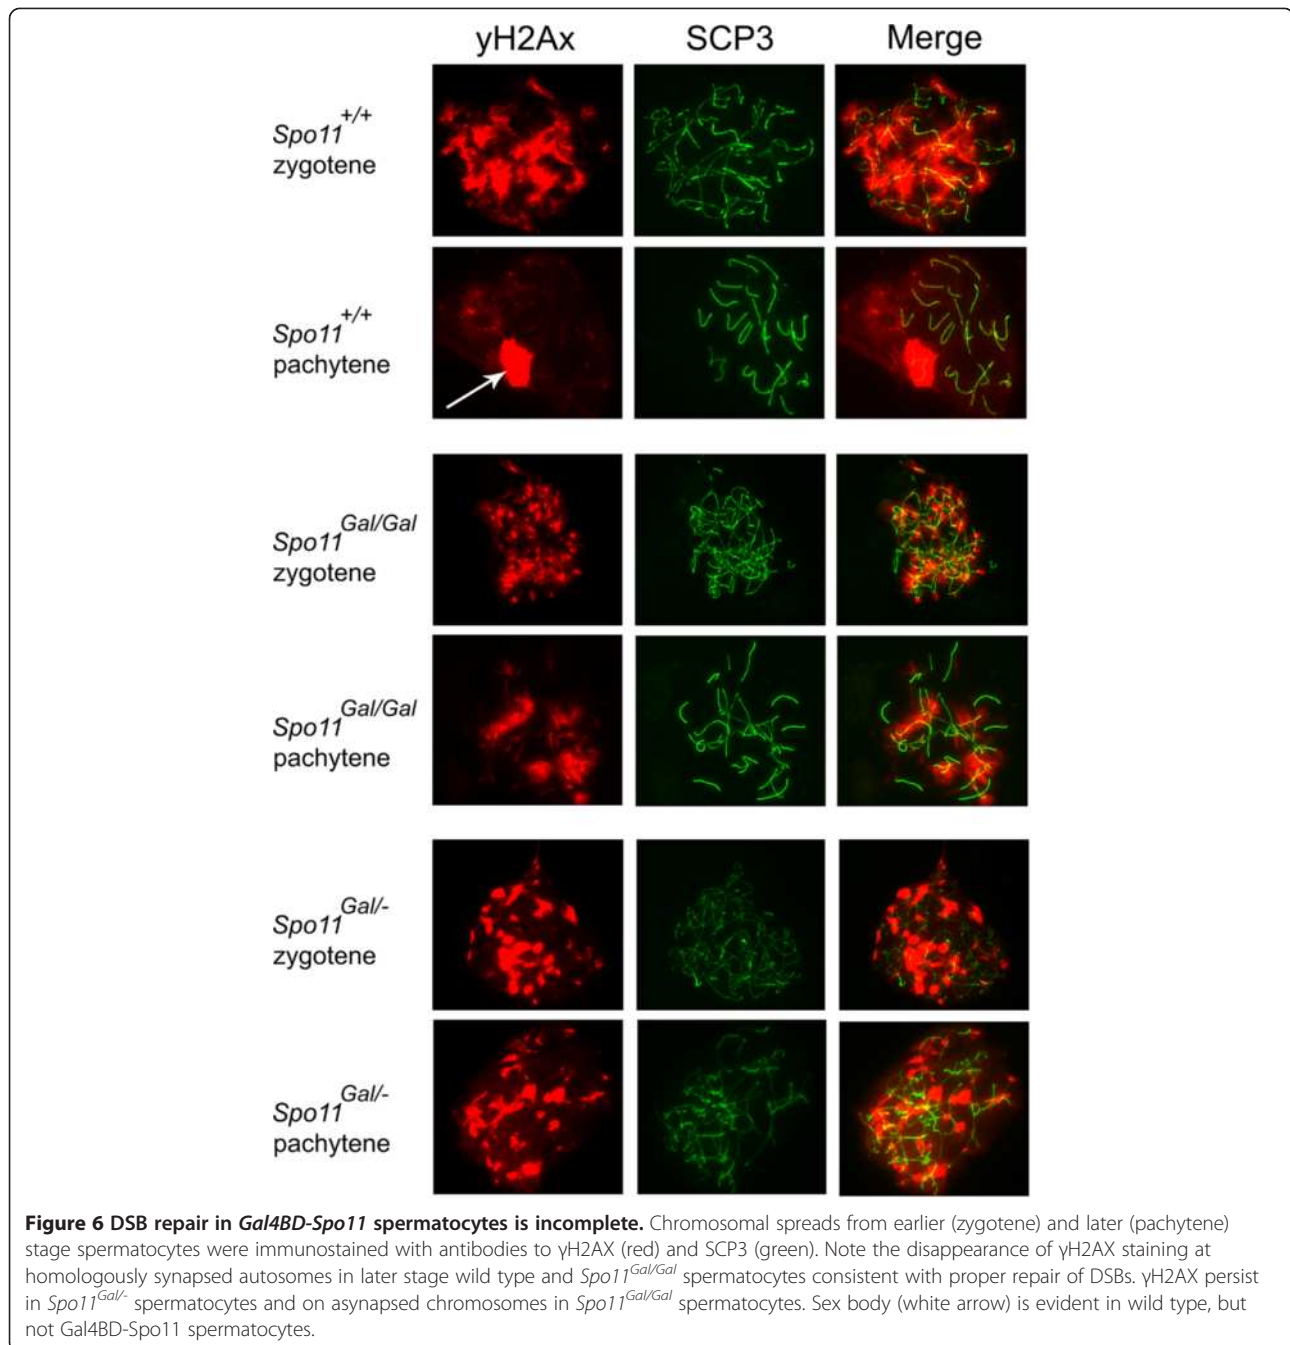 yH2Ax SCP3 Merge
Spo11+/+
zygotene
Spo11+/+
pachytene
Spo11Gal/Gal
zygotene
Spo11Gal/Gal
pachytene
Spo11Gal/-
zygotene
Spo11Gal/-
pachytene
Figure 6 DSB repair in Gal4BD-Spo11 spermatocytes is incomplete. Chromosomal spreads from earlier (zygotene) and later (pachytene)
stage spermatocytes were immunostained with antibodies to γH2AX (red) and SCP3 (green). Note the disappearance of γH2AX staining at
homologously synapsed autosomes in later stage wild type and Spo11Gal/Gal spermatocytes consistent with proper repair of DSBs. γH2AX persist
in Spo11Gal/- spermatocytes and on asynapsed chromosomes in Spo11Gal/Gal spermatocytes. Sex body (white arrow) is evident in wild type, but
not Gal4BD-Spo11 spermatocytes.